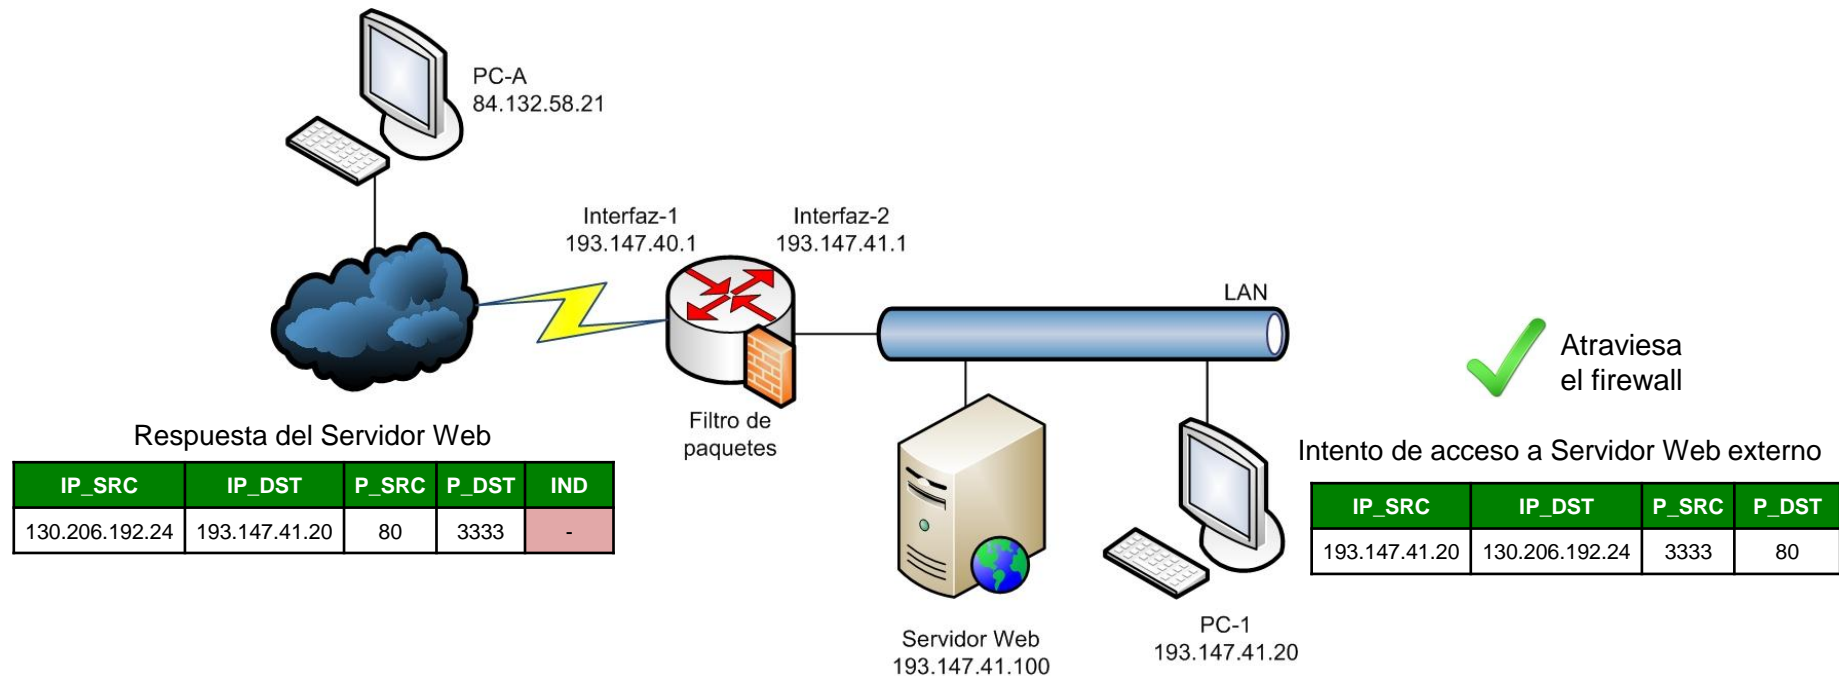 PC-A
84.132.58.21
Interfaz-1
193.147.40.1
Interfaz-2
193.147.41.1
LAN
Atraviesa
el firewall
Filtro de
paquetes
Respuesta del Servidor Web
IP_SRC IP_DST P_SRC P_DST IND
130.206.192.24 193.147.41.20 80 3333 -
Intento de acceso a Servidor Web externo
IP_SRC IP_DST P_SRC P_DST
193.147.41.20 130.206.192.24 3333 80
Servidor Web
193.147.41.100
PC-1
193.147.41.20